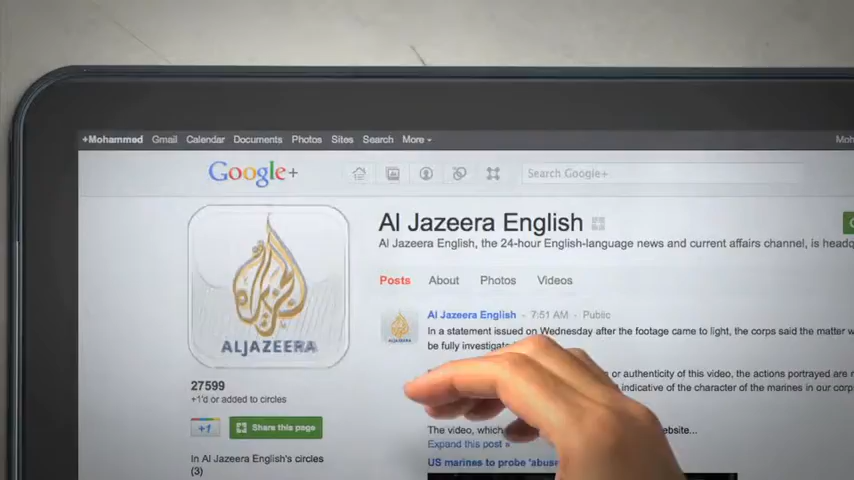 +Mohammed Gmail Calendar Documents Photos Sites Search More
Google+
Search Google+
Al Jazeera English
Al Jazeera English, the 24-hour English-language news and current affairs channel, is
Posts About Photos Videos
الجزيرة
ALJAZEERA
Al Jazeera English - 7:51 AM - Public
In a statement issued on Wednesday after the footage came to light, the corps said the matter
be fully
or authenticity of this video, the actions portrayed are
indicative of the character of the marines in our
27599
+1'd or added to circles
+1
Share this page
The video, which
Expand this post »
US marines to probe
In Al Jazeera English's circles
(3)